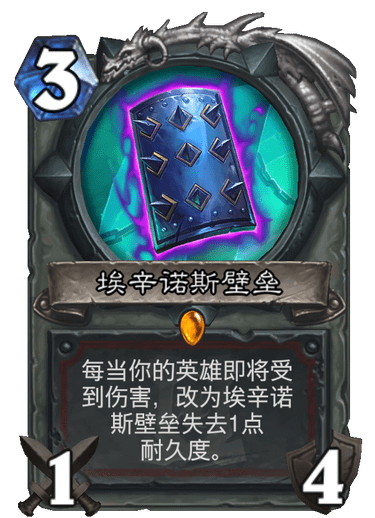 3
埃辛诺斯壁垒
每当你的英雄即将受
到伤害，改为埃辛诺
斯壁垒失去1点
耐久度。
1
4